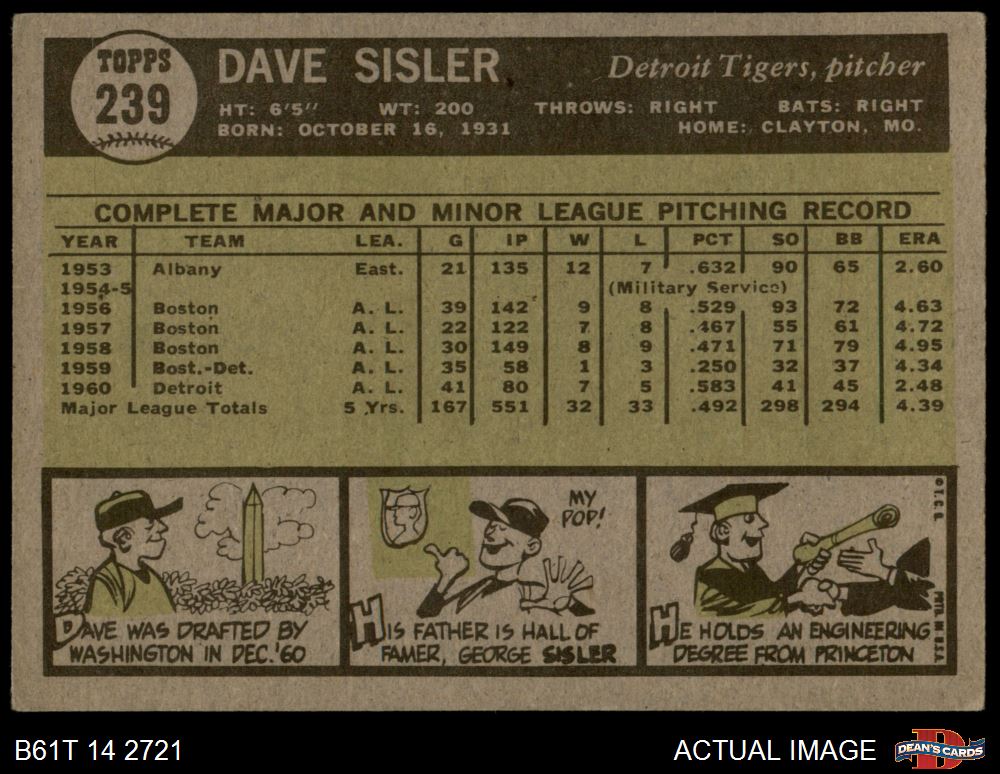 TOPPS
239
DAVE SISLER
Detroit Tigers, pitcher
HT: 6'5" WT: 200 THROWS: RIGHT BATS: RIGHT
BORN: OCTOBER 16, 1931 HOME: CLAYTON, MO.
COMPLETE MAJOR AND MINOR LEAGUE PITCHING RECORD
YEAR TEAM LEA. G IP W L PCT SO BB ERA
1953 Albany East. 21 135 12 7 .632 90 65 2.60
1954-5 (Military Service)
1956 Boston A. L. 39 142 9 8 .529 93 72 4.63
1957 Boston A. L. 22 122 7 8 .467 55 61 4.72
1958 Boston A. L. 30 149 8 9 .471 71 79 4.95
1959 Bost.-Det. A. L. 35 58 1 3 .250 32 37 4.34
1960 Detroit A. L. 41 80 7 5 .583 41 45 2.48
Major League Totals 5 Yrs. 167 551 32 33 .492 298 294 4.39
DAVE WAS DRAFTED BY
WASHINGTON IN DEC. '60
MY
POP!
HIS FATHER IS HALL OF
FAMER, GEORGE SISLER
HE HOLDS AN ENGINEERING
DEGREE FROM PRINCETON
© T. C. G.
PRTD. IN U.S.A.
B61T 14 2721
ACTUAL IMAGE
D
DEAN'S CARDS